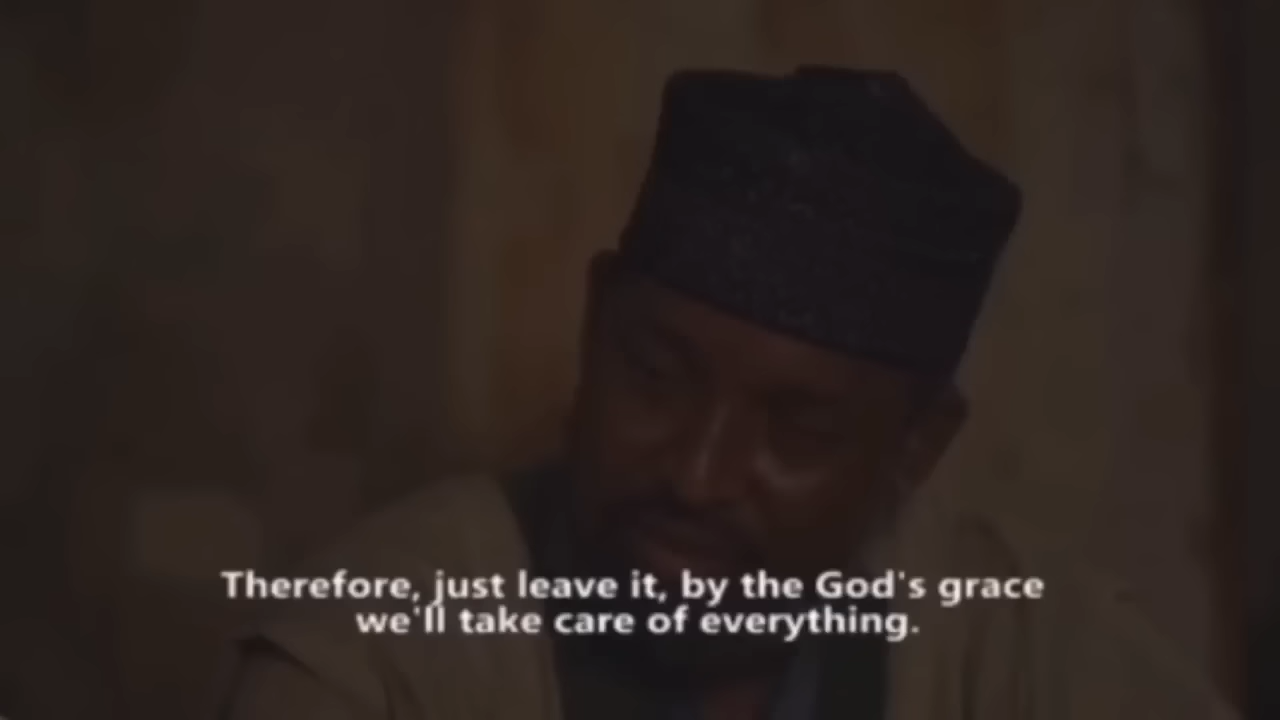 Therefore, just leave it, by the God's grace
we'll take care of everything.